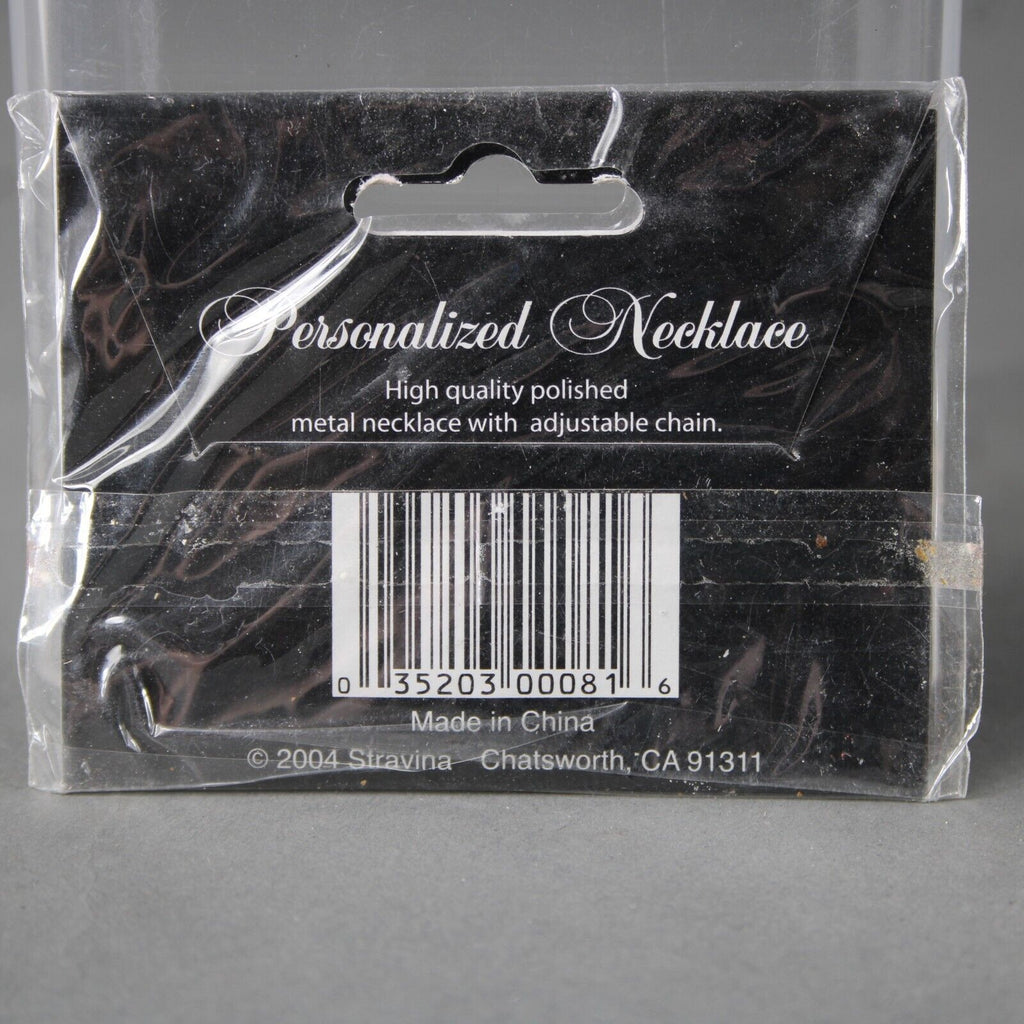 Personalized Necklace
High quality polished
metal necklace with adjustable chain.
0 35203 00081 6
Made in China
© 2004 Stravina Chatsworth, CA 91311